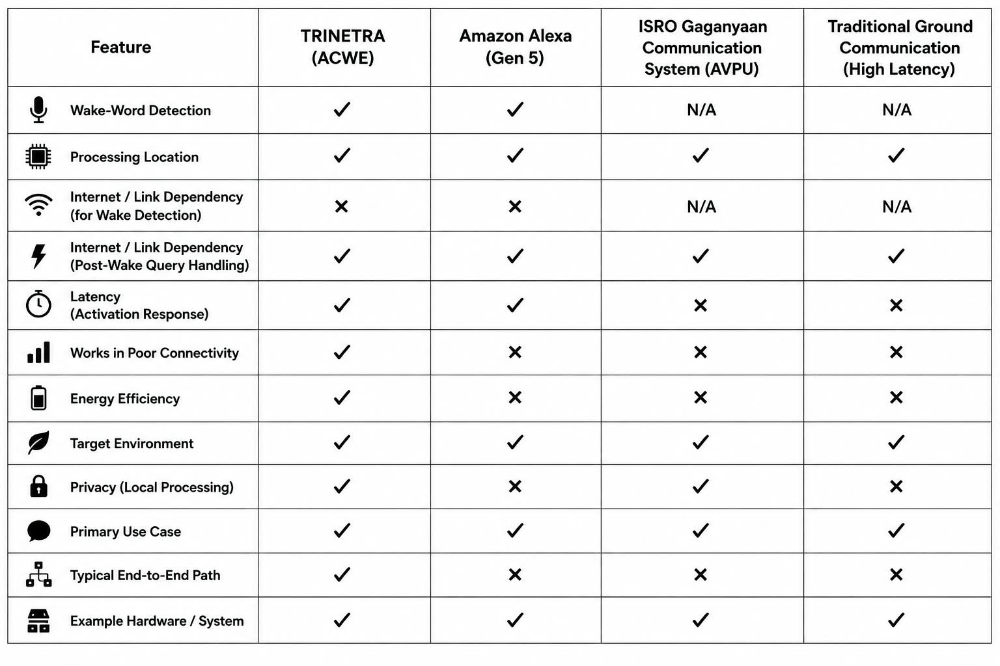 Feature
TRINETRA
(ACWE)
Amazon Alexa
(Gen 5)
ISRO Gaganyaan
Communication
System (AVPU)
Traditional Ground
Communication
(High Latency)
Wake-Word Detection ✓ ✓ N/A N/A
Processing Location ✓ ✓ ✓ ✓
Internet / Link Dependency
(for Wake Detection) ✕ ✕ N/A N/A
Internet / Link Dependency
(Post-Wake Query Handling) ✓ ✓ ✓ ✓
Latency
(Activation Response) ✓ ✓ ✕ ✕
Works in Poor Connectivity ✓ ✕ ✕ ✕
Energy Efficiency ✓ ✕ ✕ ✕
Target Environment ✓ ✓ ✓ ✓
Privacy (Local Processing) ✓ ✕ ✓ ✕
Primary Use Case ✓ ✓ ✓ ✓
Typical End-to-End Path ✓ ✕ ✕ ✕
Example Hardware / System ✓ ✓ ✓ ✓